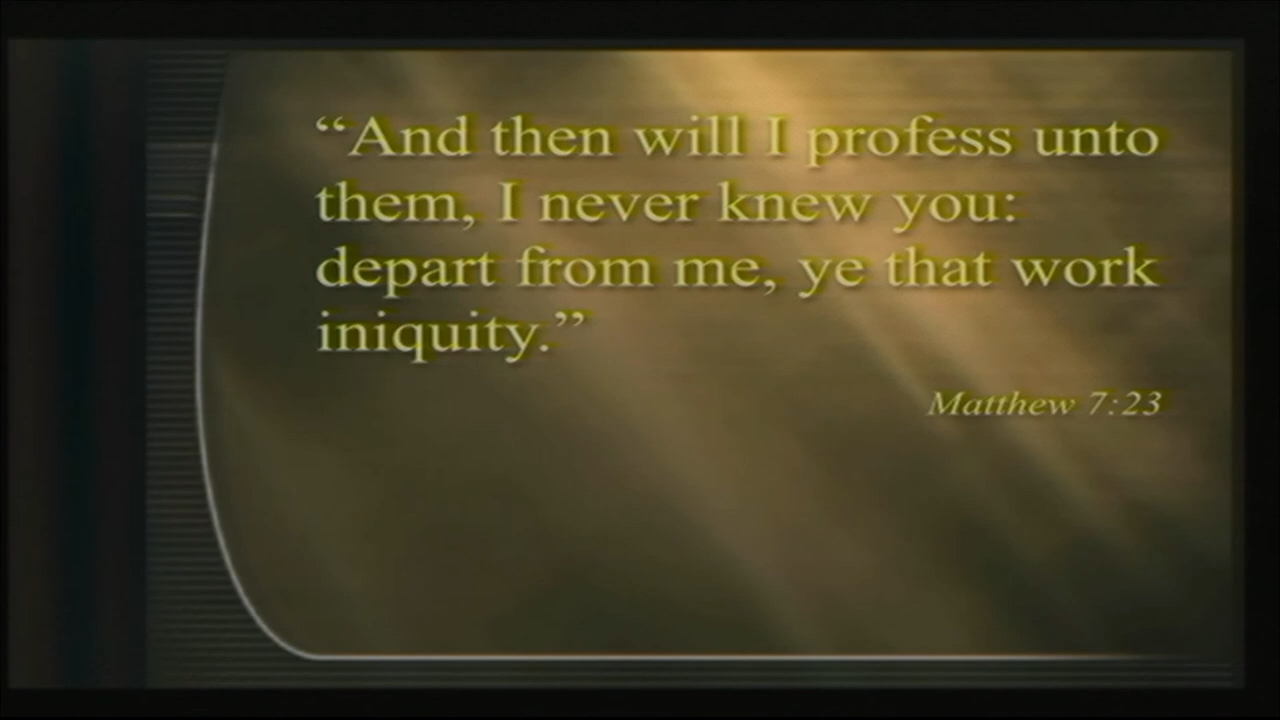 “And then will I profess unto
them, I never knew you:
depart from me, ye that work
iniquity.”
Matthew 7:23